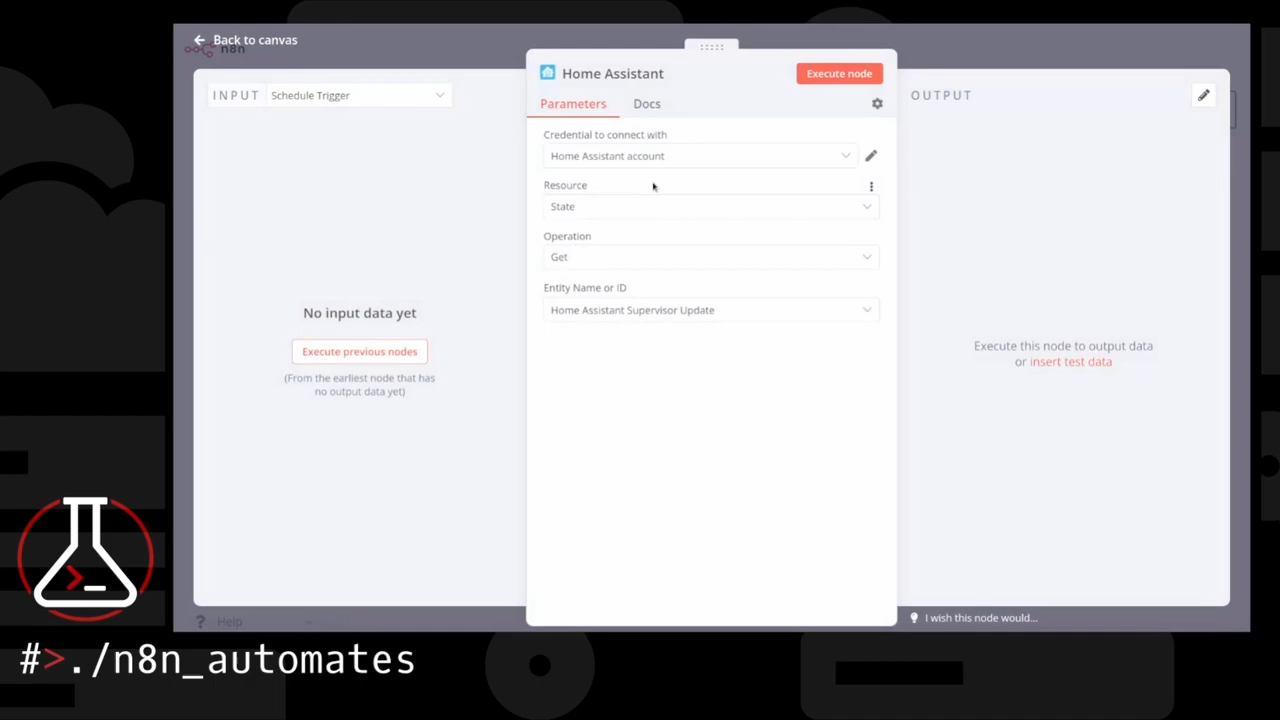 Back to canvas
n8n
INPUT Schedule Trigger
No input data yet
Execute previous nodes
(From the earliest node that has
no output data yet)
Home Assistant
Execute node
Parameters Docs
Credential to connect with
Home Assistant account
Resource
State
Operation
Get
Entity Name or ID
Home Assistant Supervisor Update
OUTPUT
Execute this node to output data
or insert test data
I wish this node would...
? Help
>_
#>./n8n_automates